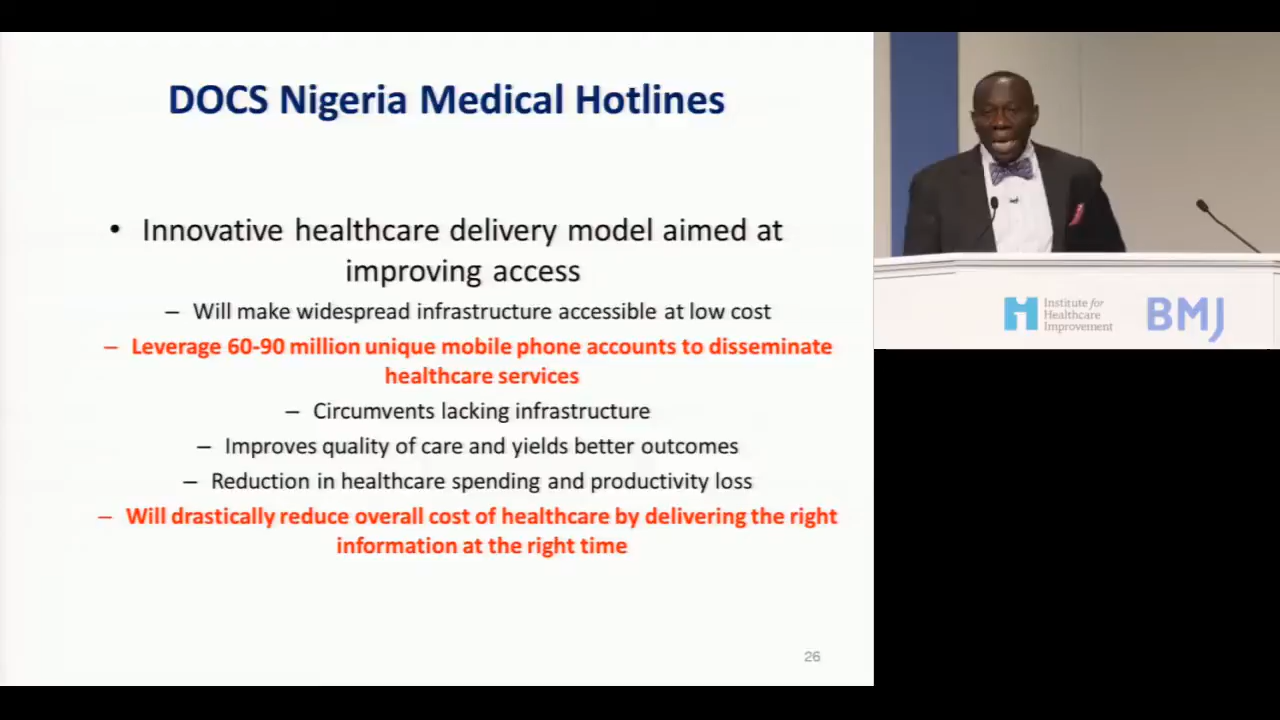 DOCS Nigeria Medical Hotlines
• Innovative healthcare delivery model aimed at
improving access
– Will make widespread infrastructure accessible at low cost
– Leverage 60-90 million unique mobile phone accounts to disseminate
healthcare services
– Circumvents lacking infrastructure
– Improves quality of care and yields better outcomes
– Reduction in healthcare spending and productivity loss
– Will drastically reduce overall cost of healthcare by delivering the right
information at the right time
26
Institute for
Healthcare
Improvement
BMJ